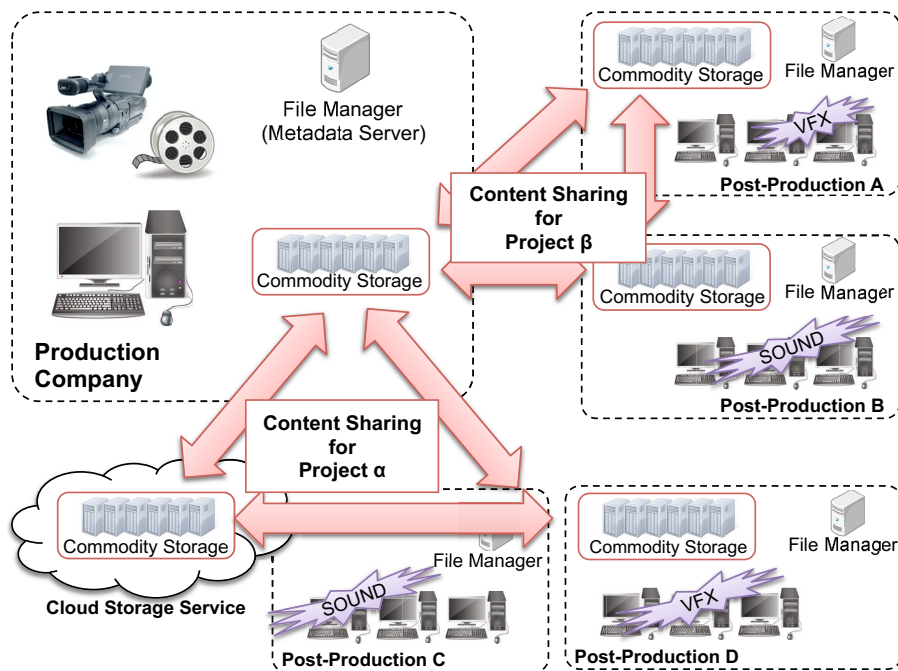 File Manager
(Metadata Server)
Commodity Storage
Production
Company
Content Sharing
for
Project β
Commodity Storage
File Manager
VFX
Post-Production A
Commodity Storage
File Manager
SOUND
Post-Production B
Content Sharing
for
Project α
Commodity Storage
Cloud Storage Service
File Manager
SOUND
Post-Production C
Commodity Storage
File Manager
VFX
Post-Production D